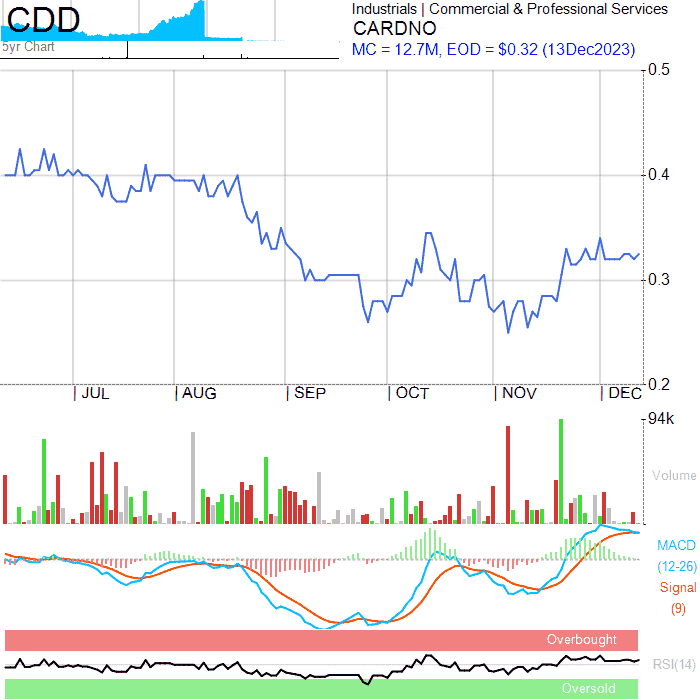 CDD
5yr Chart
Industrials | Commercial & Professional Services
CARDNO
MC = 12.7M, EOD = $0.32 (13Dec2023)
0.5
0.4
0.3
0.2
JUL AUG SEP OCT NOV DEC
94k
Volume
MACD
(12-26)
Signal
(9)
Overbought
RSI(14)
Oversold